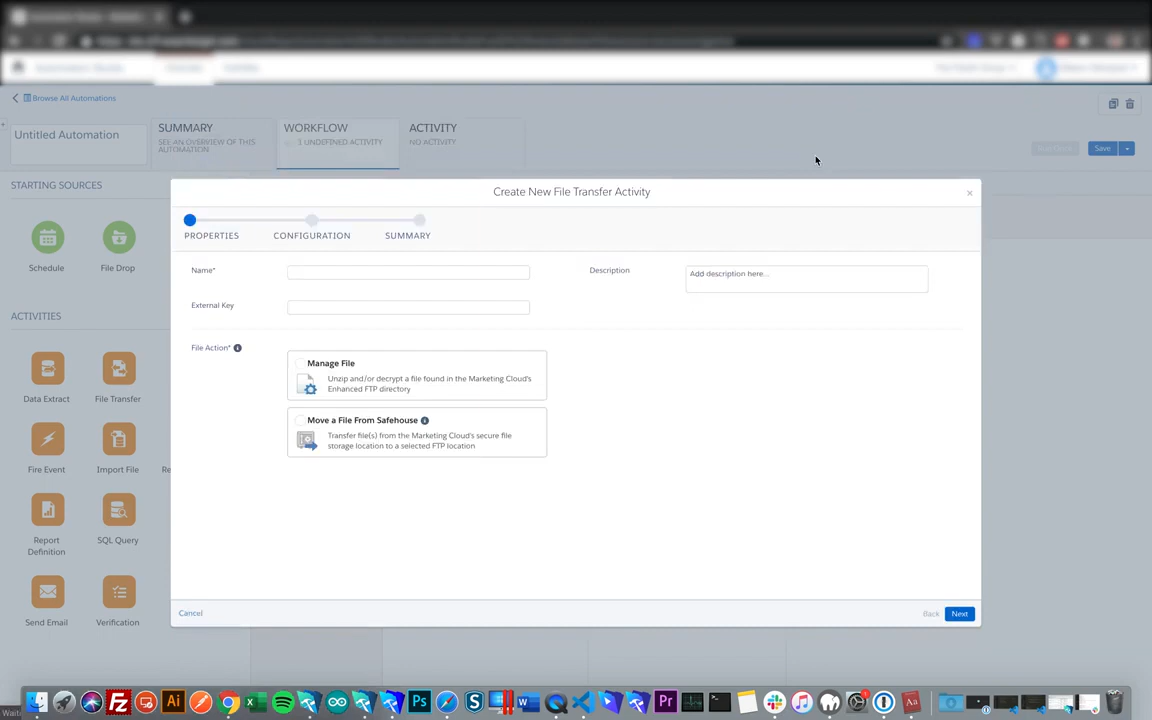 Browse All Automations
Untitled Automation
SUMMARY
SEE AN OVERVIEW OF THIS
AUTOMATION
WORKFLOW
3 UNDEFINED ACTIVITY
ACTIVITY
NO ACTIVITY
Save
STARTING SOURCES
Schedule
File Drop
ACTIVITIES
Data Extract
File Transfer
Fire Event
Import File
Re
Report
Definition
SQL Query
Send Email
Verification
Create New File Transfer Activity
PROPERTIES
CONFIGURATION
SUMMARY
Name*
Description
Add description here...
External Key
File Action*
Manage File
Unzip and/or decrypt a file found in the Marketing Cloud's
Enhanced FTP directory
Move a File From Safehouse
Transfer file(s) from the Marketing Cloud's secure file
storage location to a selected FTP location
Cancel
Back
Next